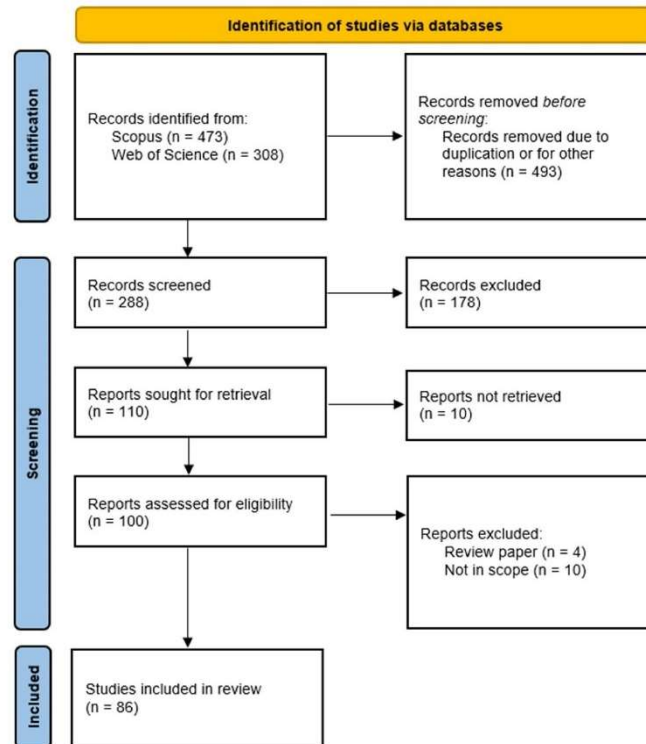 Identification of studies via databases
Identification
Records identified from:
Scopus (n = 473)
Web of Science (n = 308)
Records removed before
screening:
Records removed due to
duplication or for other
reasons (n = 493)
Screening
Records screened
(n = 288)
Records excluded
(n = 178)
Reports sought for retrieval
(n = 110)
Reports not retrieved
(n = 10)
Reports assessed for eligibility
(n = 100)
Reports excluded:
Review paper (n = 4)
Not in scope (n = 10)
Included
Studies included in review
(n = 86)